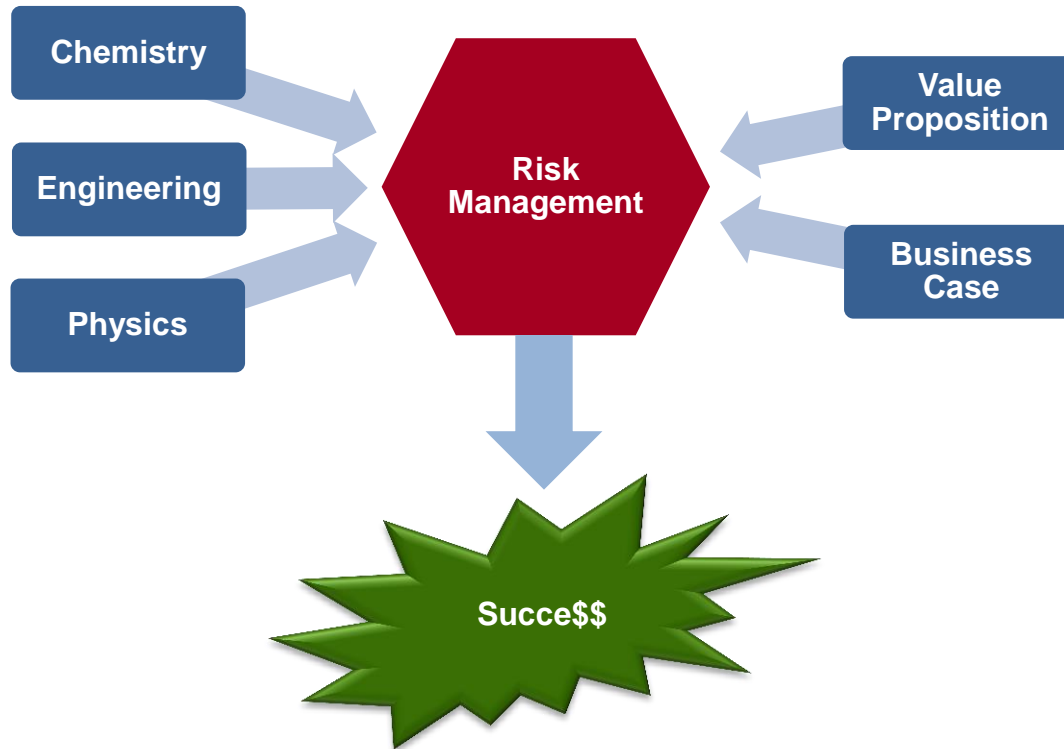 Chemistry
Engineering
Physics
Risk
Management
Value
Proposition
Business
Case
Succe$$